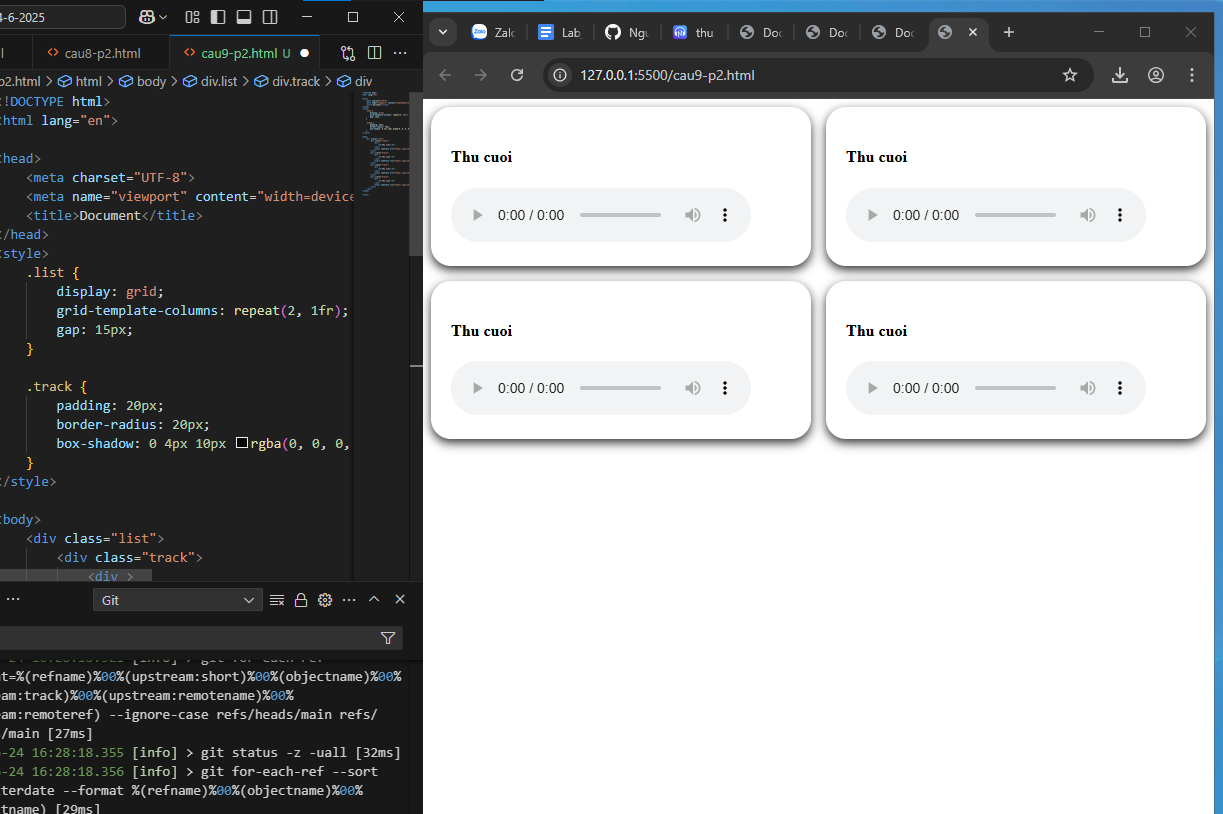 4-6-2025
cau8-p2.html
cau9-p2.html U
p2.html > html > body > div.list > div.track > div
<!DOCTYPE html>
<html lang="en">
<head>
<meta charset="UTF-8">
<meta name="viewport" content="width=device
<title>Document</title>
</head>
<style>
.list {
display: grid;
grid-template-columns: repeat(2, 1fr);
gap: 15px;
}
.track {
padding: 20px;
border-radius: 20px;
box-shadow: 0 4px 10px rgba(0, 0, 0,
}
</style>
<body>
<div class="list">
<div class="track">
<div >
Git
[info] > git for-each-ref
at=%(refname)%00%(upstream:short)%00%(objectname)%00%
eam:track)%00%(upstream:remotename)%00%
eam:remoteref) --ignore-case refs/heads/main refs/
s/main [27ms]
-24 16:28:18.355 [info] > git status -z -uall [32ms]
-24 16:28:18.356 [info] > git for-each-ref --sort
tterdate --format %(refname)%00%(objectname)%00%
tname) [29ms]
Zalo
Zalc
Lab
Ngu
thu
Doc
Doc
Doc
127.0.0.1:5500/cau9-p2.html
Thu cuoi
0:00 / 0:00
Thu cuoi
0:00 / 0:00
Thu cuoi
0:00 / 0:00
Thu cuoi
0:00 / 0:00